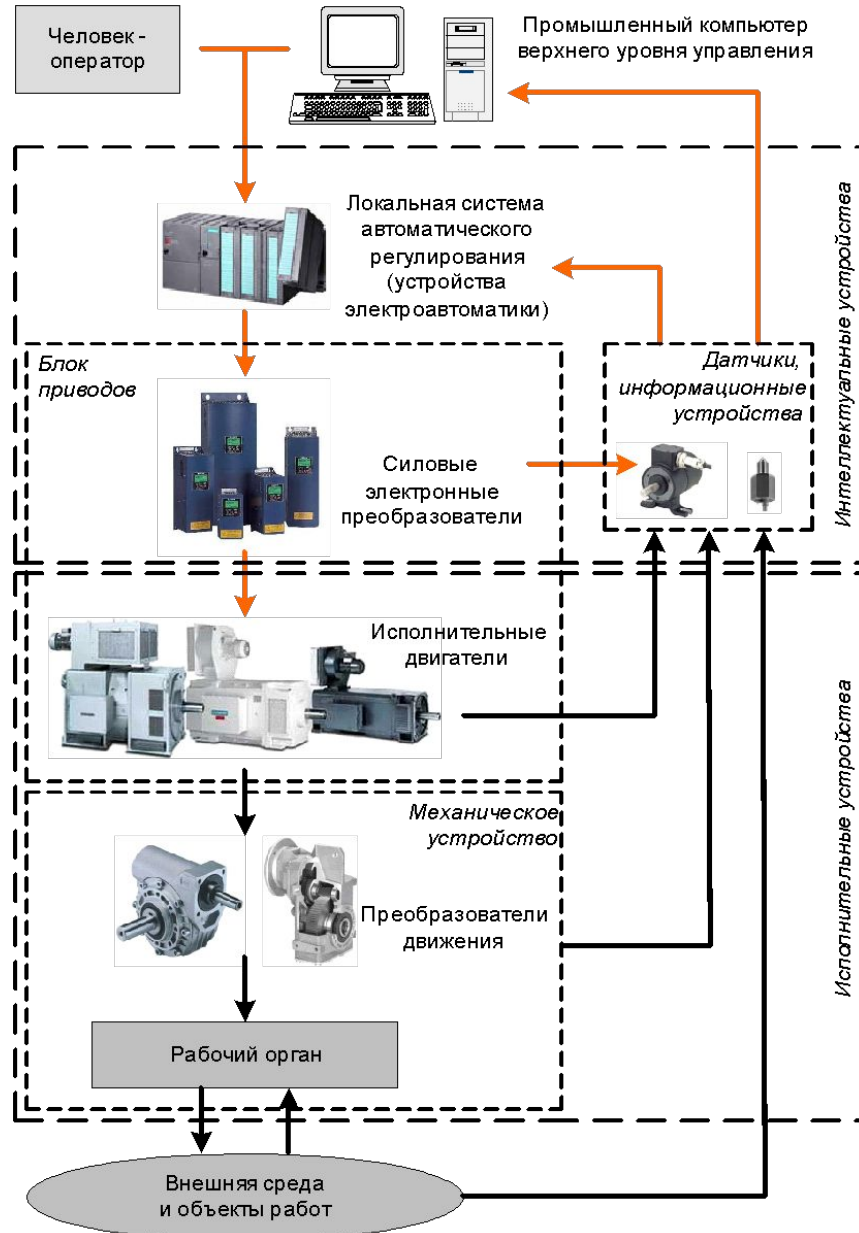 Человек -
оператор
Промышленный компьютер
верхнего уровня управления
Локальная система
автоматического
регулирования
(устройства
электроавтоматики)
Интеллектуальные устройства
Блок
приводов
Датчики,
информационные
устройства
Силовые
электронные
преобразователи
Исполнительные
двигатели
Исполнительные устройства
Механическое
устройство
Преобразователи
движения
Рабочий орган
Внешняя среда
и объекты работ